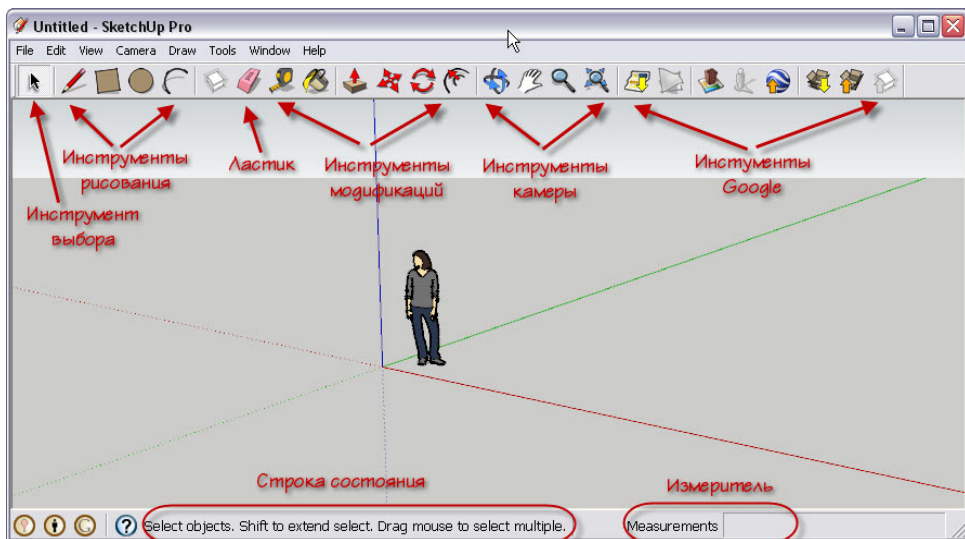 Untitled - SketchUp Pro
File Edit View Camera Draw Tools Window Help
Инструменты
рисования
Ластик
Инструменты
модификаций
Инструменты
камеры
Инстументы
Google
Инструмент
выбора
Строка состояния
Измеритель
Select objects. Shift to extend select. Drag mouse to select multiple.
Measurements